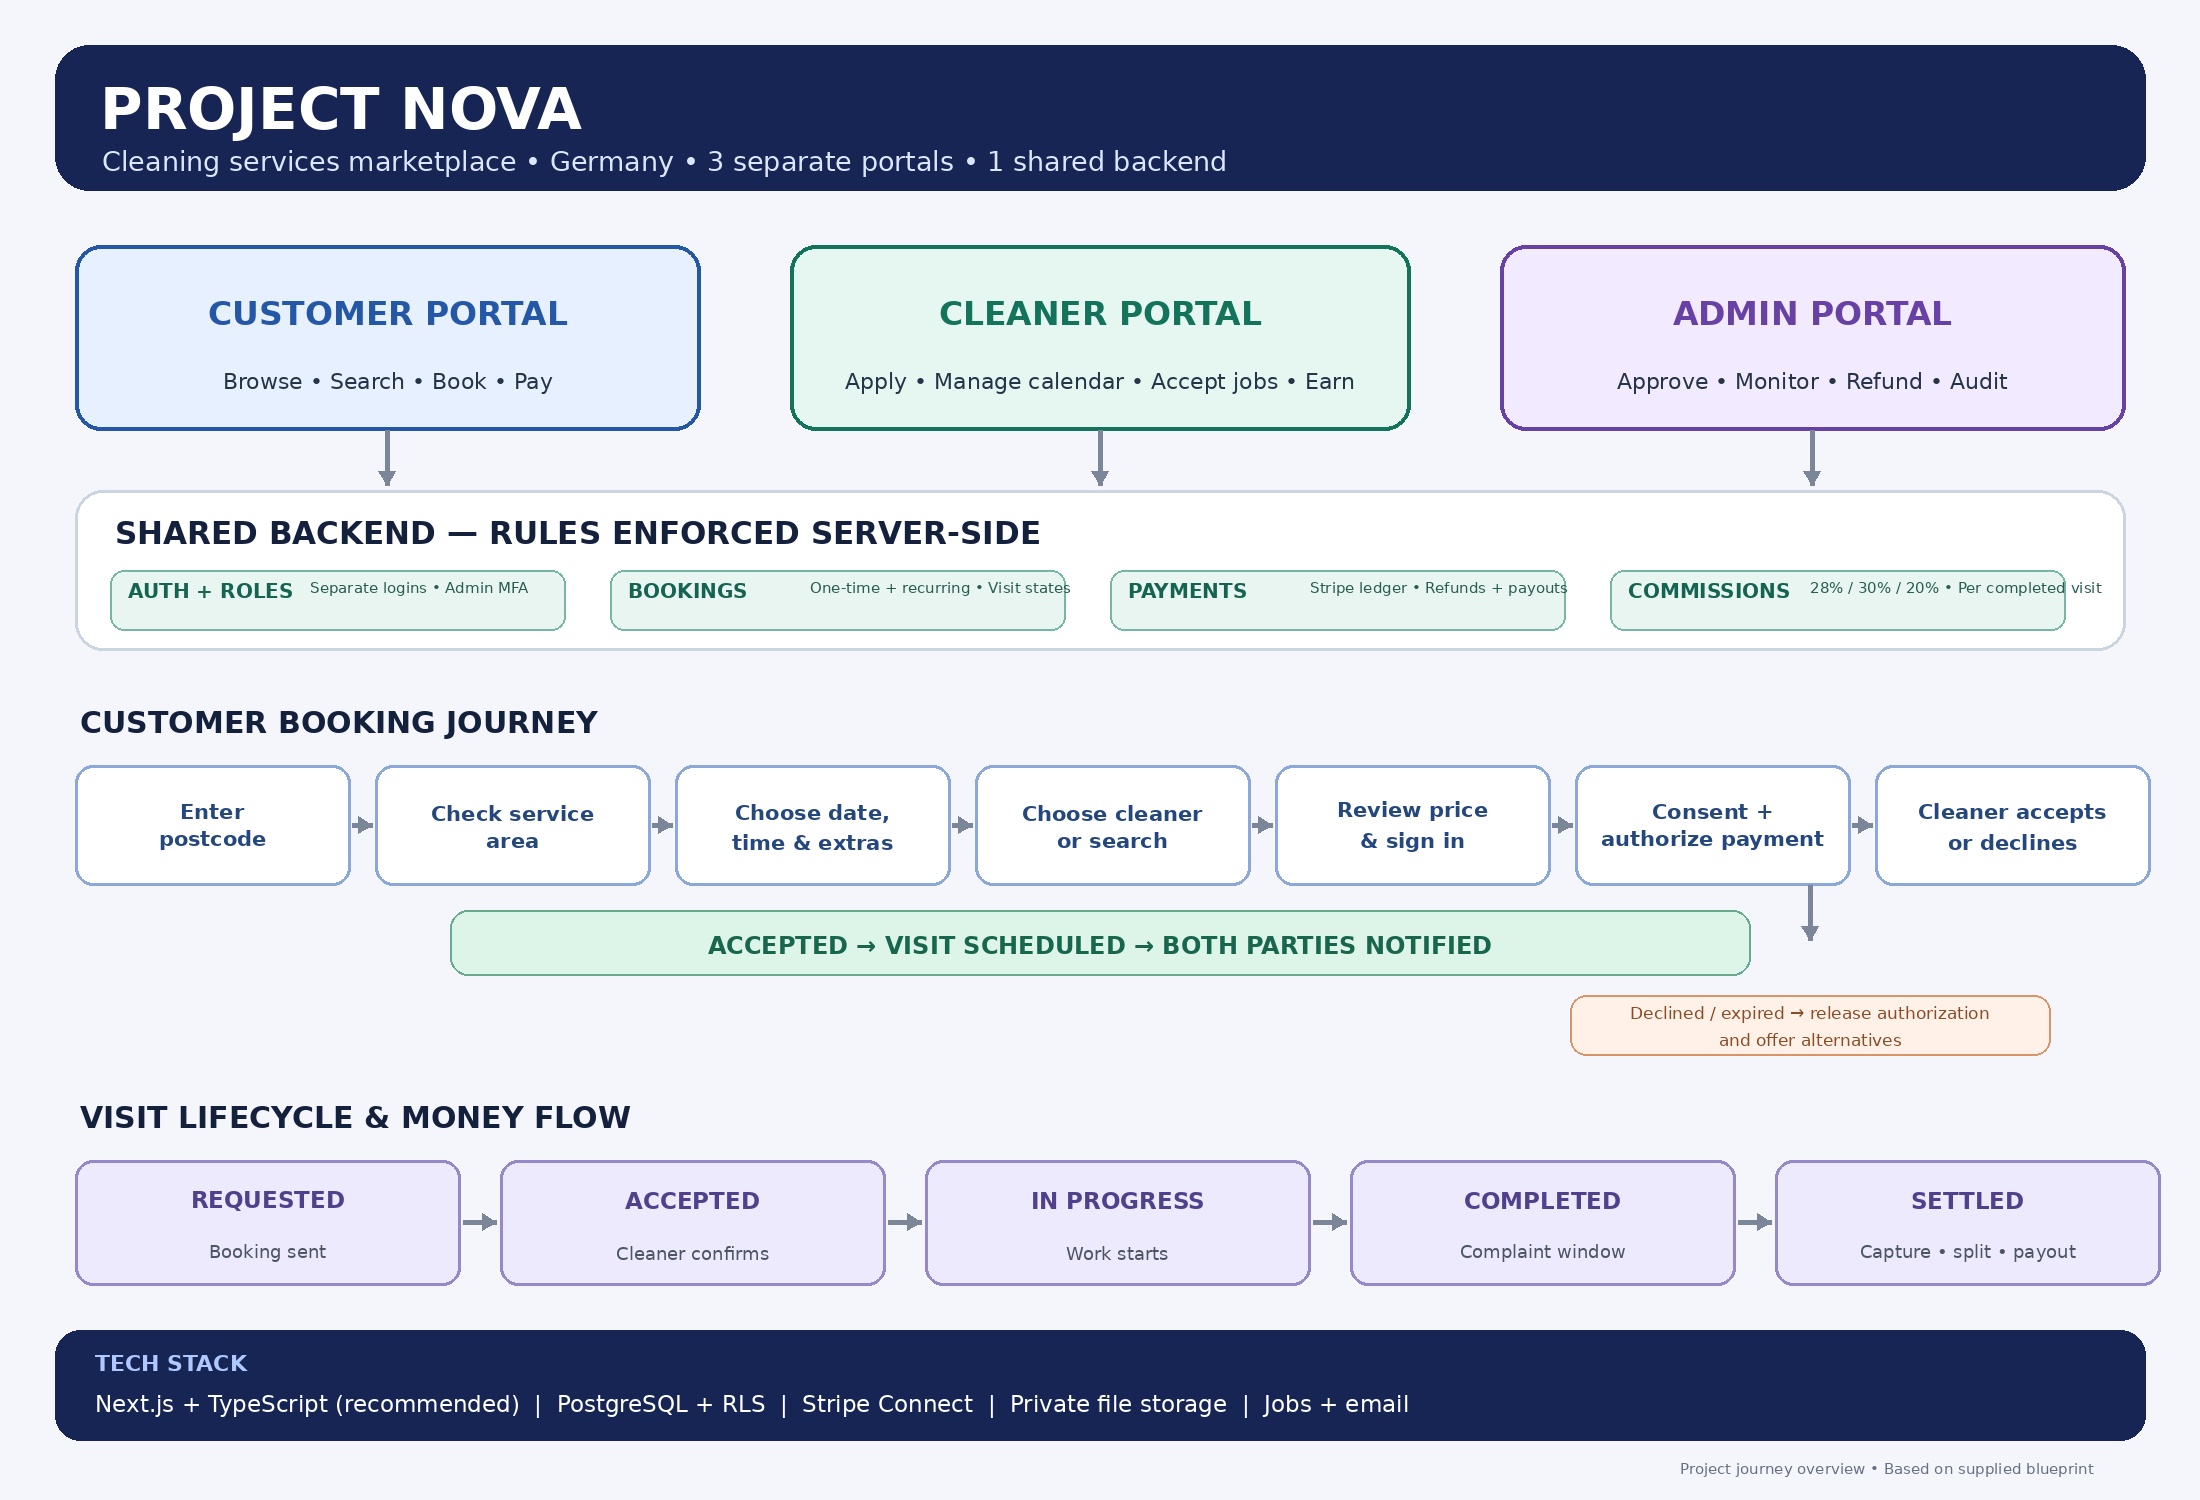 PROJECT NOVA
Cleaning services marketplace • Germany • 3 separate portals • 1 shared backend
CUSTOMER PORTAL
Browse • Search • Book • Pay
CLEANER PORTAL
Apply • Manage calendar • Accept jobs • Earn
ADMIN PORTAL
Approve • Monitor • Refund • Audit
SHARED BACKEND — RULES ENFORCED SERVER-SIDE
AUTH + ROLES Separate logins • Admin MFA
BOOKINGS One-time + recurring • Visit states
PAYMENTS Stripe ledger • Refunds + payouts
COMMISSIONS 28% / 30% / 20% • Per completed visit
CUSTOMER BOOKING JOURNEY
Enter
postcode
Check service
area
Choose date,
time & extras
Choose cleaner
or search
Review price
& sign in
Consent +
authorize payment
Cleaner accepts
or declines
ACCEPTED → VISIT SCHEDULED → BOTH PARTIES NOTIFIED
Declined / expired → release authorization
and offer alternatives
VISIT LIFECYCLE & MONEY FLOW
REQUESTED
Booking sent
ACCEPTED
Cleaner confirms
IN PROGRESS
Work starts
COMPLETED
Complaint window
SETTLED
Capture • split • payout
TECH STACK
Next.js + TypeScript (recommended) | PostgreSQL + RLS | Stripe Connect | Private file storage | Jobs + email
Project journey overview • Based on supplied blueprint